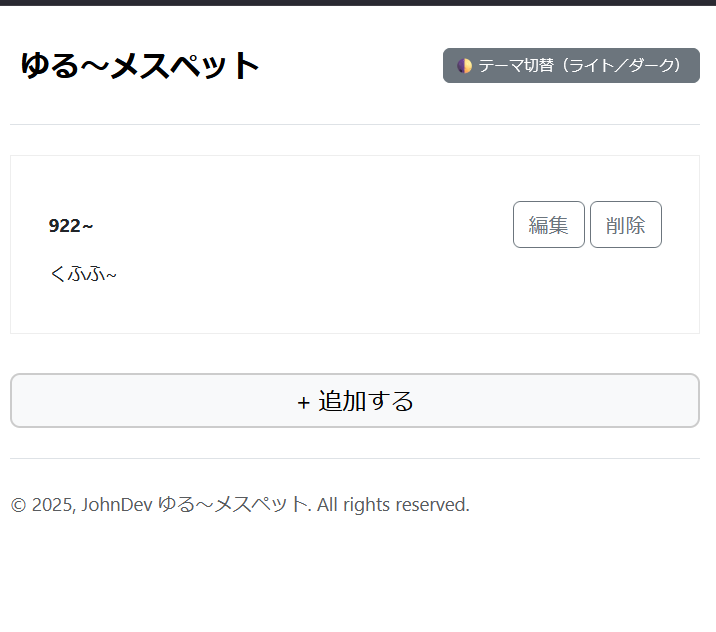 ゆる～メスペット
🌓 テーマ切替（ライト／ダーク）
922~
編集 削除
くふふ~
+ 追加する
© 2025, JohnDev ゆる～メスペット. All rights reserved.